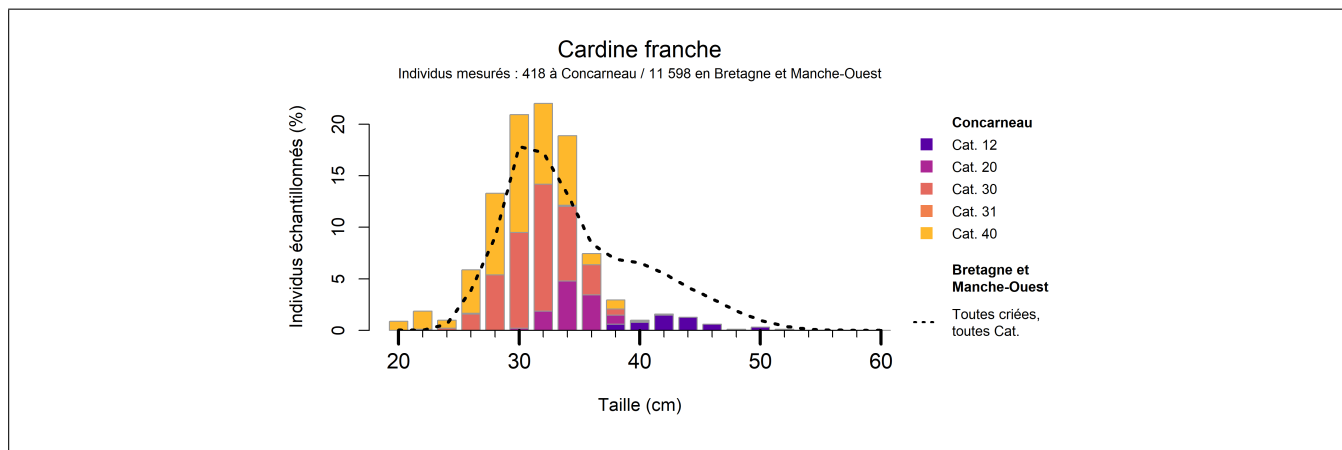 Cardine franche
Individus mesurés : 418 à Concarneau / 11 598 en Bretagne et Manche-Ouest
Individus échantillonnés (%)
20
15
10
5
0
20 30 40 50 60
Taille (cm)
Concarneau
Cat. 12
Cat. 20
Cat. 30
Cat. 31
Cat. 40
Bretagne et
Manche-Ouest
Toutes criées,
toutes Cat.